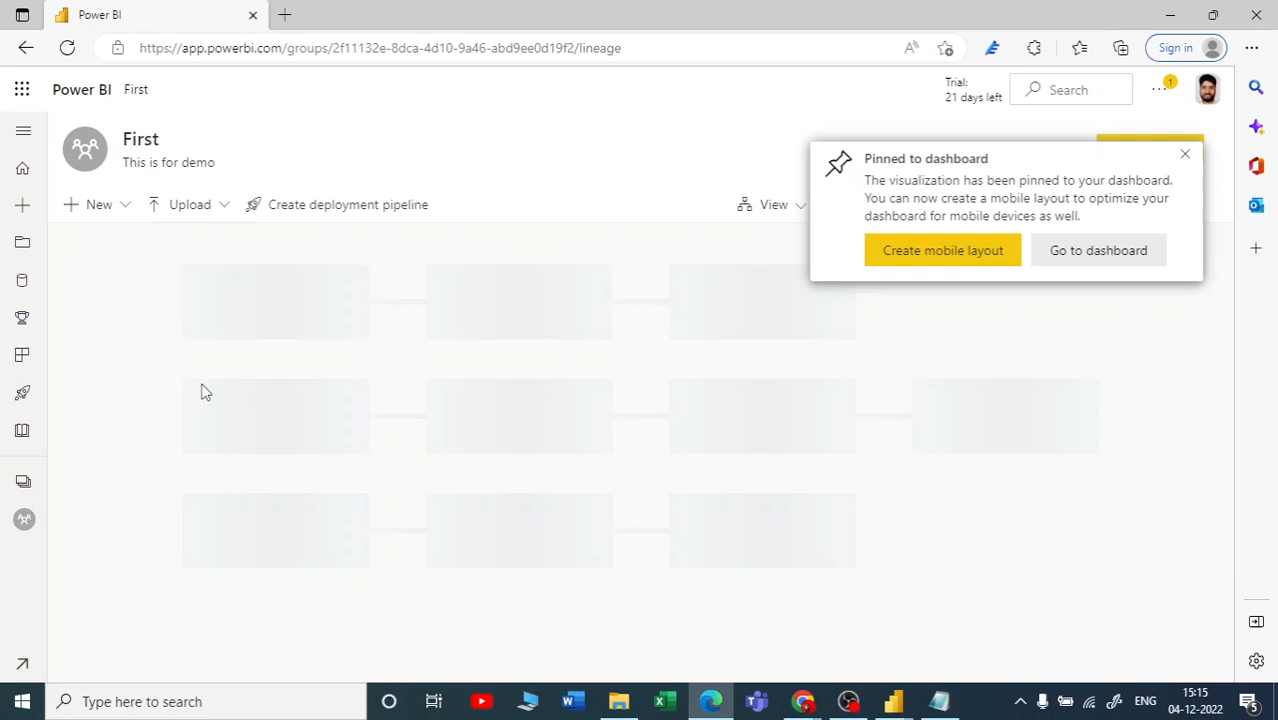 Power BI
https://app.powerbi.com/groups/2f11132e-8dca-4d10-9a46-abd9ee0d19f2/lineage
Sign in
Power BI First
Trial:
21 days left
Search
1
First
This is for demo
New
Upload
Create deployment pipeline
View
Pinned to dashboard
The visualization has been pinned to your dashboard.
You can now create a mobile layout to optimize your
dashboard for mobile devices as well.
Create mobile layout
Go to dashboard
Type here to search
ENG
15:15
04-12-2022
5